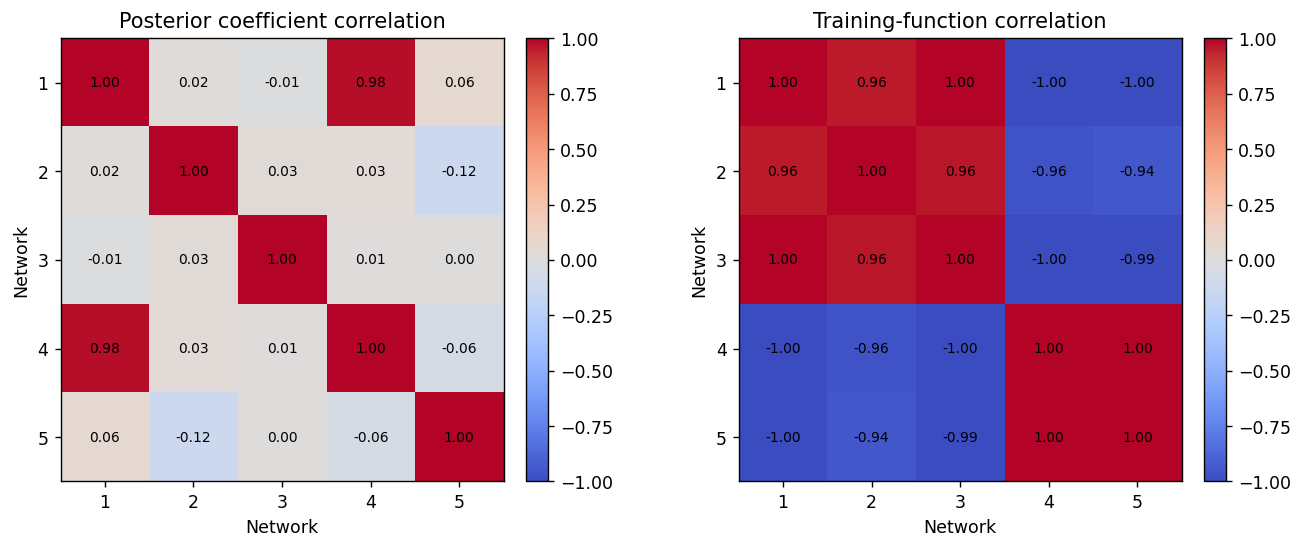 Posterior coefficient correlation
1.00 0.02 -0.01 0.98 0.06
0.02 1.00 0.03 0.03 -0.12
-0.01 0.03 1.00 0.01 0.00
0.98 0.03 0.01 1.00 -0.06
0.06 -0.12 0.00 -0.06 1.00
1
2
3
4
5
Network
1 2 3 4 5
Network
1.00
0.75
0.50
0.25
0.00
−0.25
−0.50
−0.75
−1.00
Training-function correlation
1.00 0.96 1.00 -1.00 -1.00
0.96 1.00 0.96 -0.96 -0.94
1.00 0.96 1.00 -1.00 -0.99
-1.00 -0.96 -1.00 1.00 1.00
-1.00 -0.94 -0.99 1.00 1.00
1
2
3
4
5
Network
1 2 3 4 5
Network
1.00
0.75
0.50
0.25
0.00
−0.25
−0.50
−0.75
−1.00